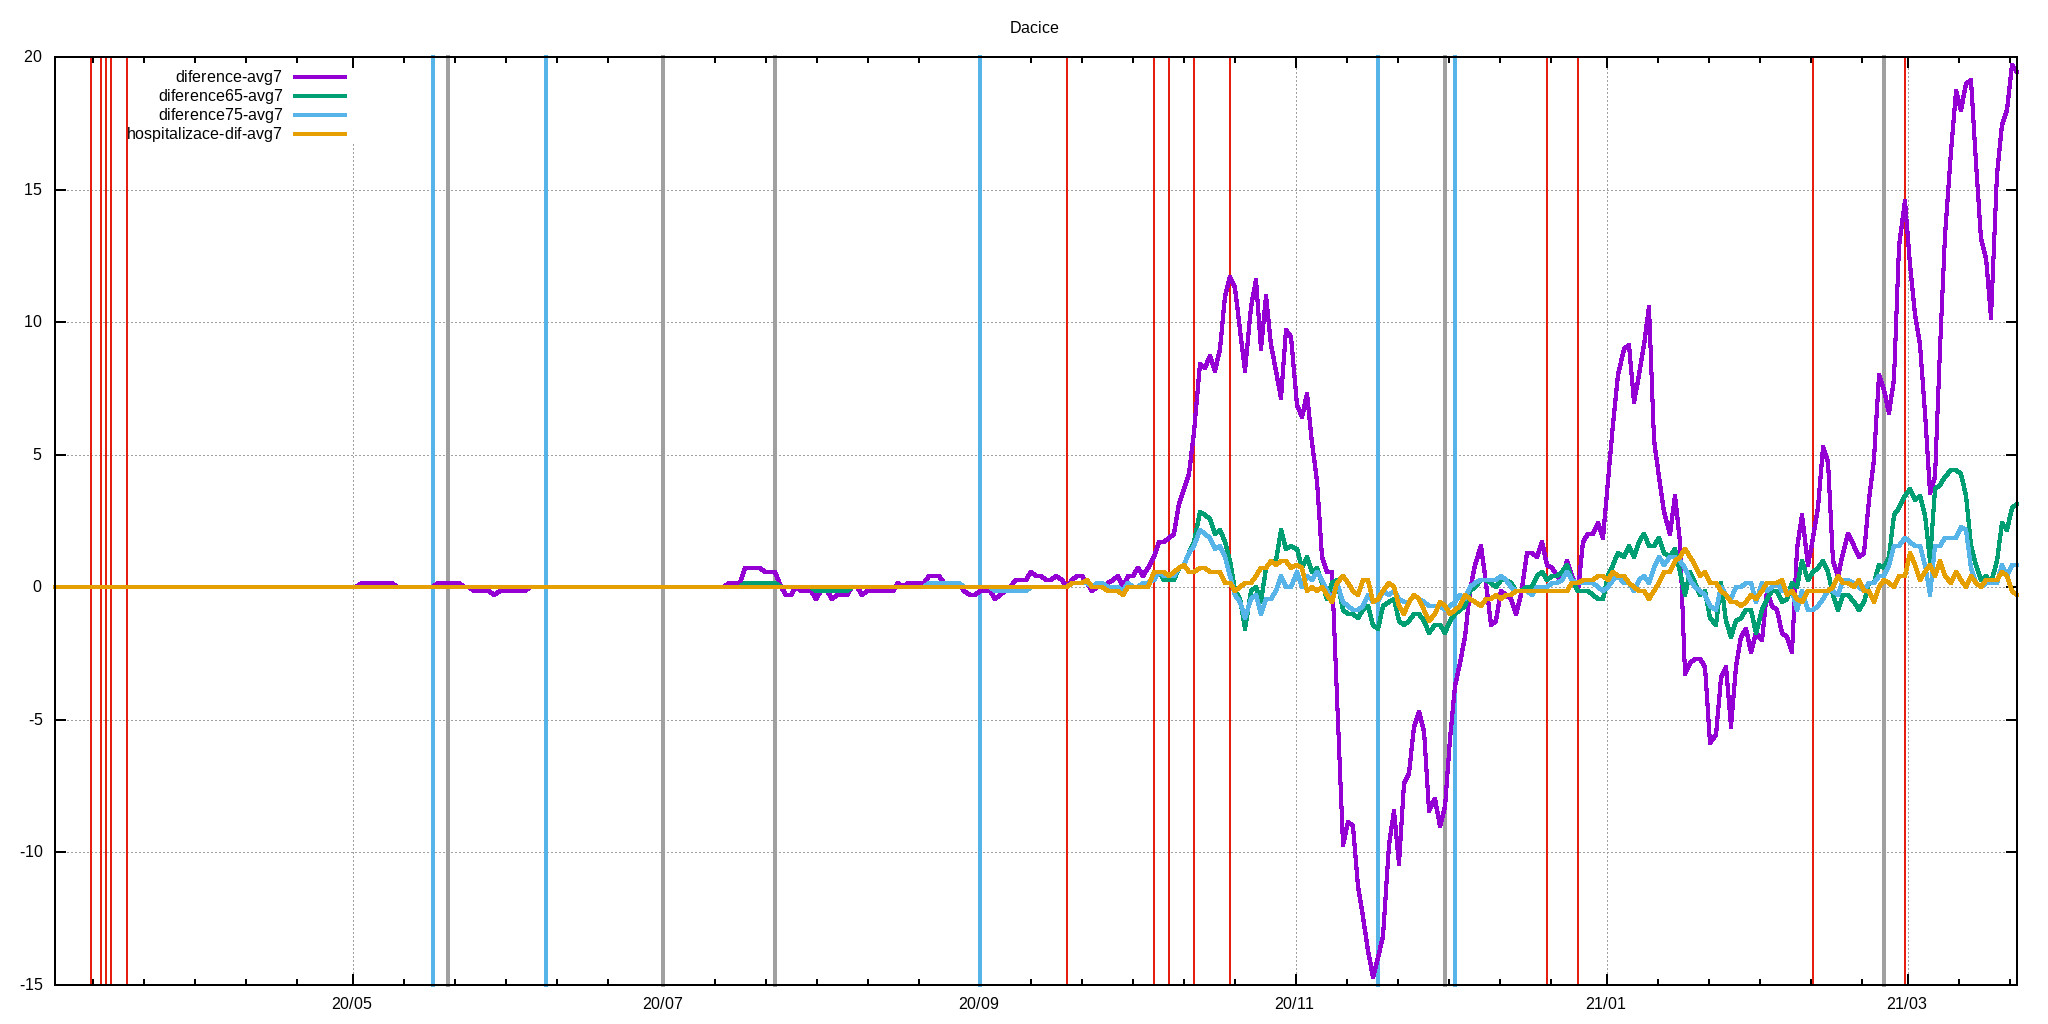 Dacice
20
diference-avg7
diference65-avg7
diference75-avg7
hospitalizace-dif-avg7
15
10
5
0
-5
-10
-15
20/05 20/07 20/09 20/11 21/01 21/03